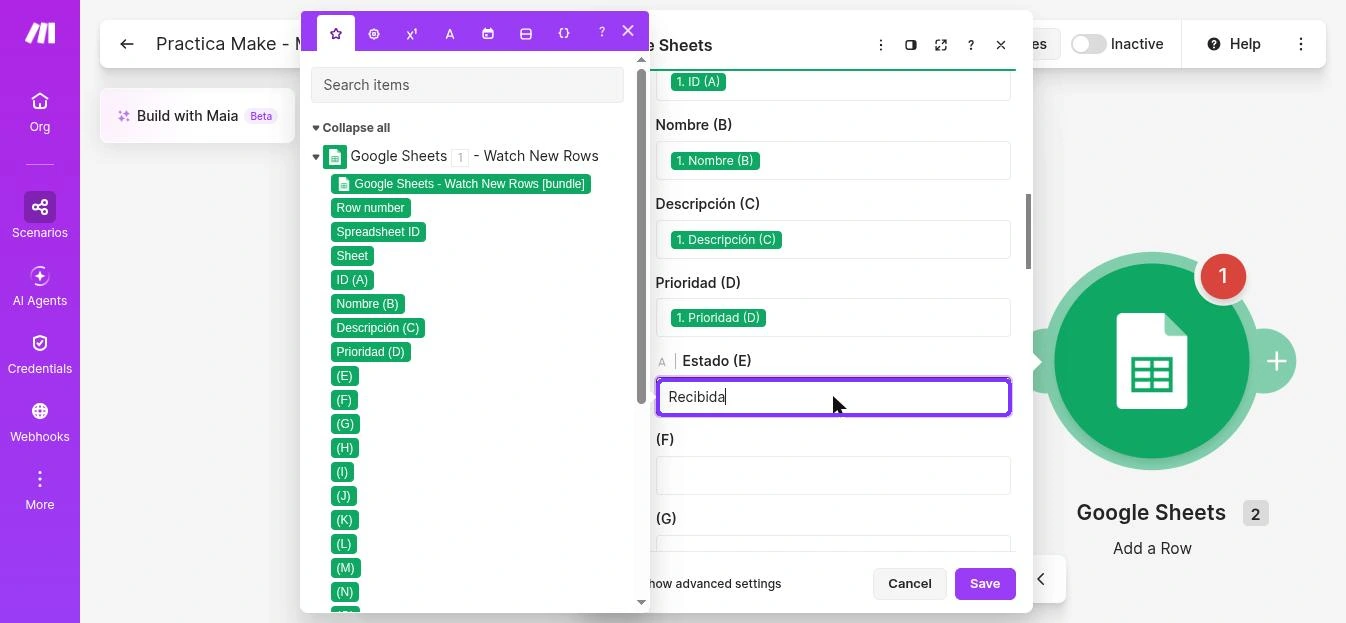 Org
Scenarios
AI Agents
Credentials
Webhooks
More
Practica Make -
Build with Maia Beta
x¹ A {} ?
Search items
Collapse all
Google Sheets 1 - Watch New Rows
Google Sheets - Watch New Rows [bundle]
Row number
Spreadsheet ID
Sheet
ID (A)
Nombre (B)
Descripción (C)
Prioridad (D)
(E)
(F)
(G)
(H)
(I)
(J)
(K)
(L)
(M)
(N)
Sheets
?
1. ID (A)
Nombre (B)
1. Nombre (B)
Descripción (C)
1. Descripción (C)
Prioridad (D)
1. Prioridad (D)
A Estado (E)
Recibida
(F)
(G)
advanced settings
Cancel Save
Inactive
Help
1
Google Sheets 2
Add a Row